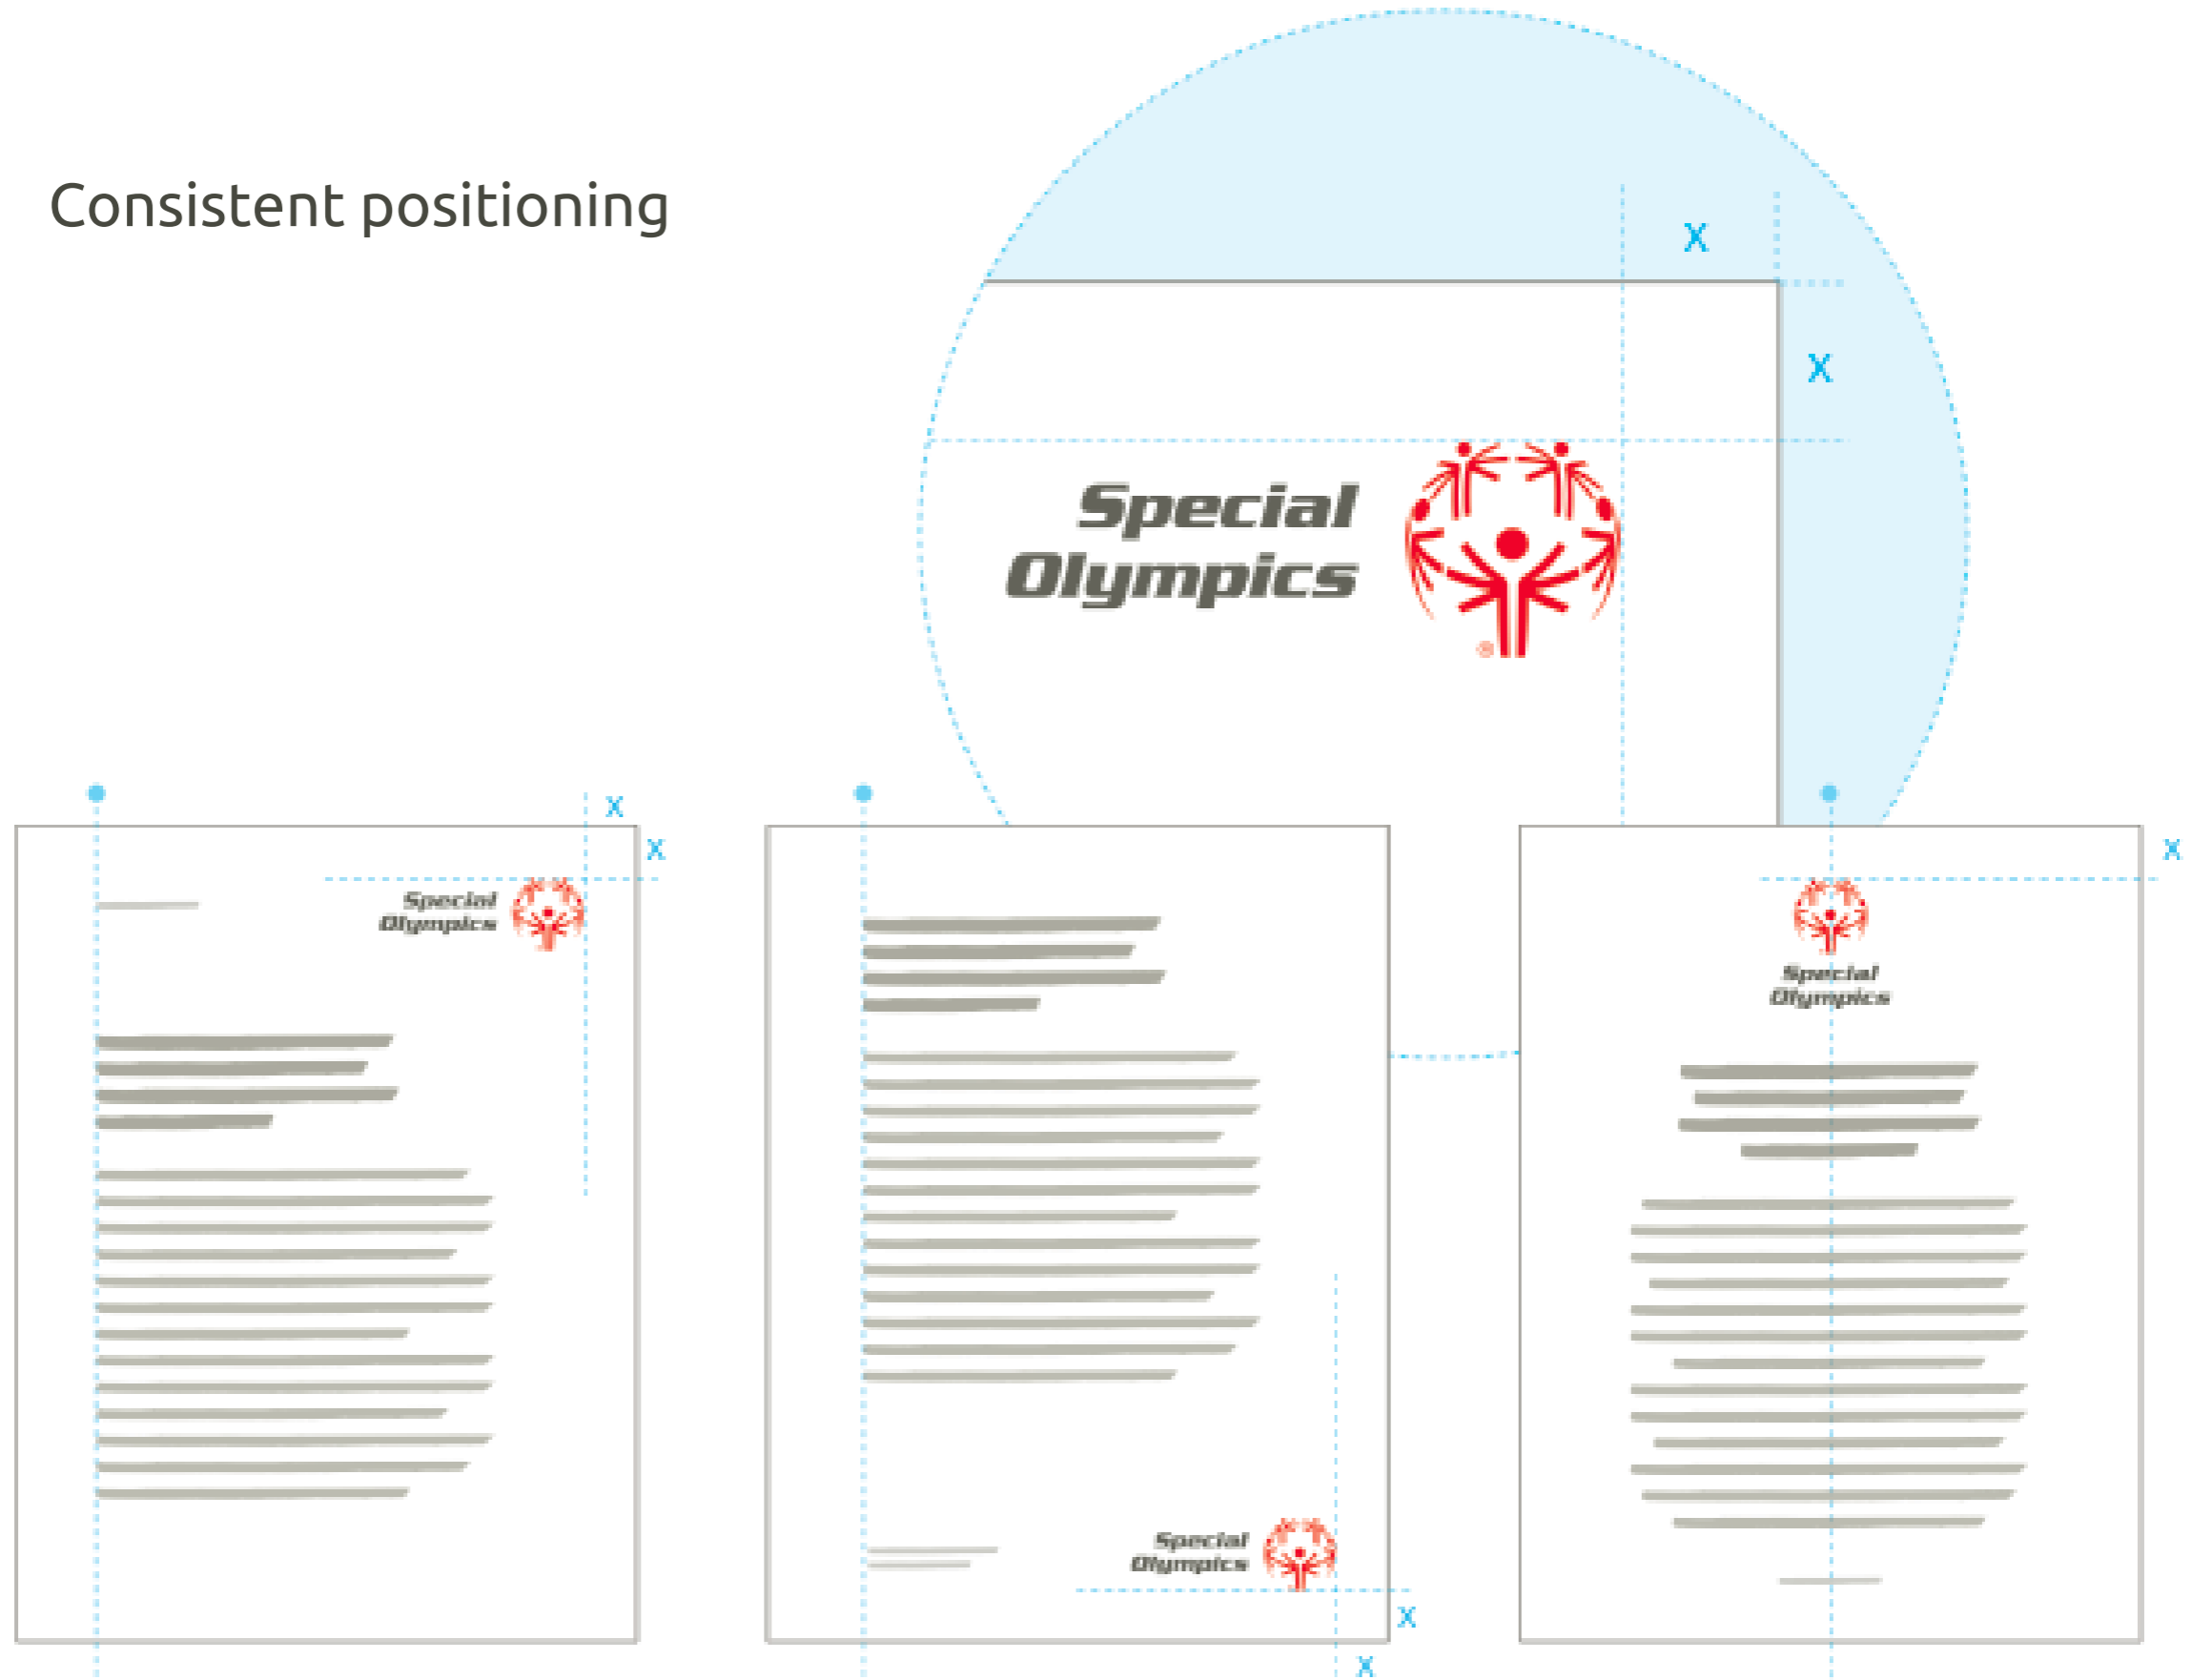 Consistent positioning
x
x
Special
Olympics
®
x
x
Special
Olympics
x
Special
Olympics
Special
Olympics
x
x